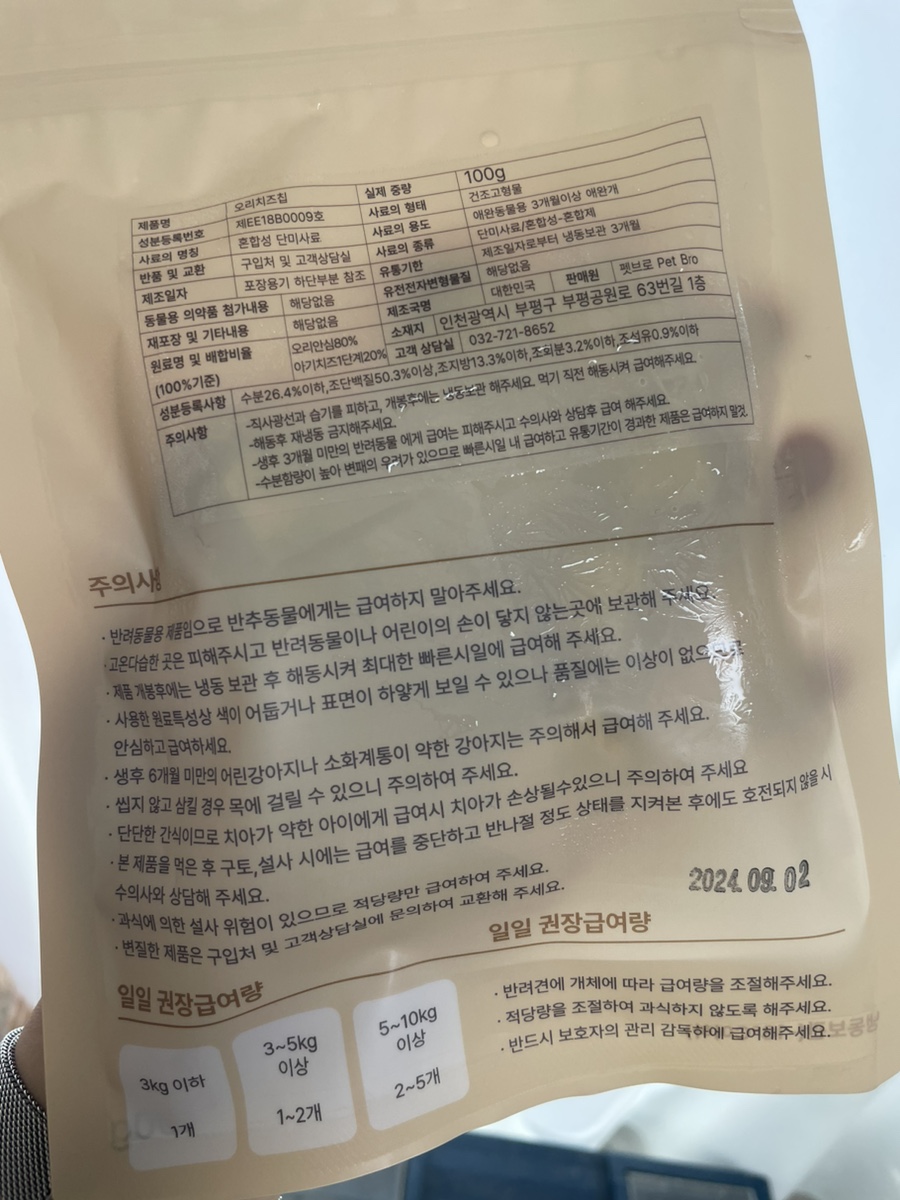 제품명 오리치즈칩 실제 중량 100g
성분등록번호 제EE18B0009호 사료의 형태 건조고형물
사료의 명칭 혼합성 단미사료 사료의 용도 애완동물용 3개월이상 애완개
반품 및 교환 구입처 및 고객상담실 사료의 종류 단미사료/혼합성-혼합제
제조일자 포장용기 하단부분 참조 유통기한 제조일로부터 냉동보관 3개월
동물용 의약품 첨가내용 해당없음 유전전자변형물질 해당없음
재포장 및 기타내용 해당없음 제조국명 대한민국 판매원 펫브로 Pet Bro
원료명 및 배합비율 (100%기준) 오리안심80% 아기치즈1단계20% 소재지 인천광역시 부평구 부평공원로 63번길 1층
고객 상담실 032-721-8652
성분등록사항 수분26.4%이하,조단백질50.3%이상,조지방13.3%이하,조회분3.2%이하,조섬유0.9%이하
주의사항 -직사광선과 습기를 피하고, 개봉후에는 냉동보관 해주세요. 먹기 직전 해동시켜 급여해주세요.
-해동후 재냉동 금지해주세요.
-생후 3개월 미만의 반려동물 에게 급여는 피해주시고 수의사와 상담후 급여 해주세요.
-수분함량이 높아 변패의 우려가 있으므로 빠른시일 내 급여하고 유통기간이 경과한 제품은 급여하지 말것.
주의사
· 반려동물용 제품임으로 반추동물에게는 급여하지 말아주세요.
· 고온다습한 곳은 피해주시고 반려동물이나 어린이의 손이 닿지 않는곳에 보관해 주세요.
· 제품 개봉후에는 냉동 보관 후 해동시켜 최대한 빠른시일에 급여해 주세요.
· 사용한 원료특성상 색이 어둡거나 표면이 하얗게 보일 수 있으나 품질에는 이상이 없으므로
안심하고 급여하세요.
· 생후 6개월 미만의 어린강아지나 소화계통이 약한 강아지는 주의해서 급여해 주세요.
· 씹지 않고 삼킬 경우 목에 걸릴 수 있으니 주의하여 주세요.
· 단단한 간식이므로 치아가 약한 아이에게 급여시 치아가 손상될수있으니 주의하여 주세요
· 본 제품을 먹은 후 구토,설사 시에는 급여를 중단하고 반나절 정도 상태를 지켜본 후에도 호전되지 않을 시
수의사와 상담해 주세요.
· 과식에 의한 설사 위험이 있으므로 적당량만 급여하여 주세요.
· 변질한 제품은 구입처 및 고객상담실에 문의하여 교환해 주세요.
2024.09.02
일일 권장급여량
3kg 이하
1개
3~5kg
이상
1~2개
5~10kg
이상
2~5개
일일 권장급여량
· 반려견에 개체에 따라 급여량을 조절해주세요.
· 적당량을 조절하여 과식하지 않도록 해주세요.
· 반드시 보호자의 관리 감독하에 급여해주세요.